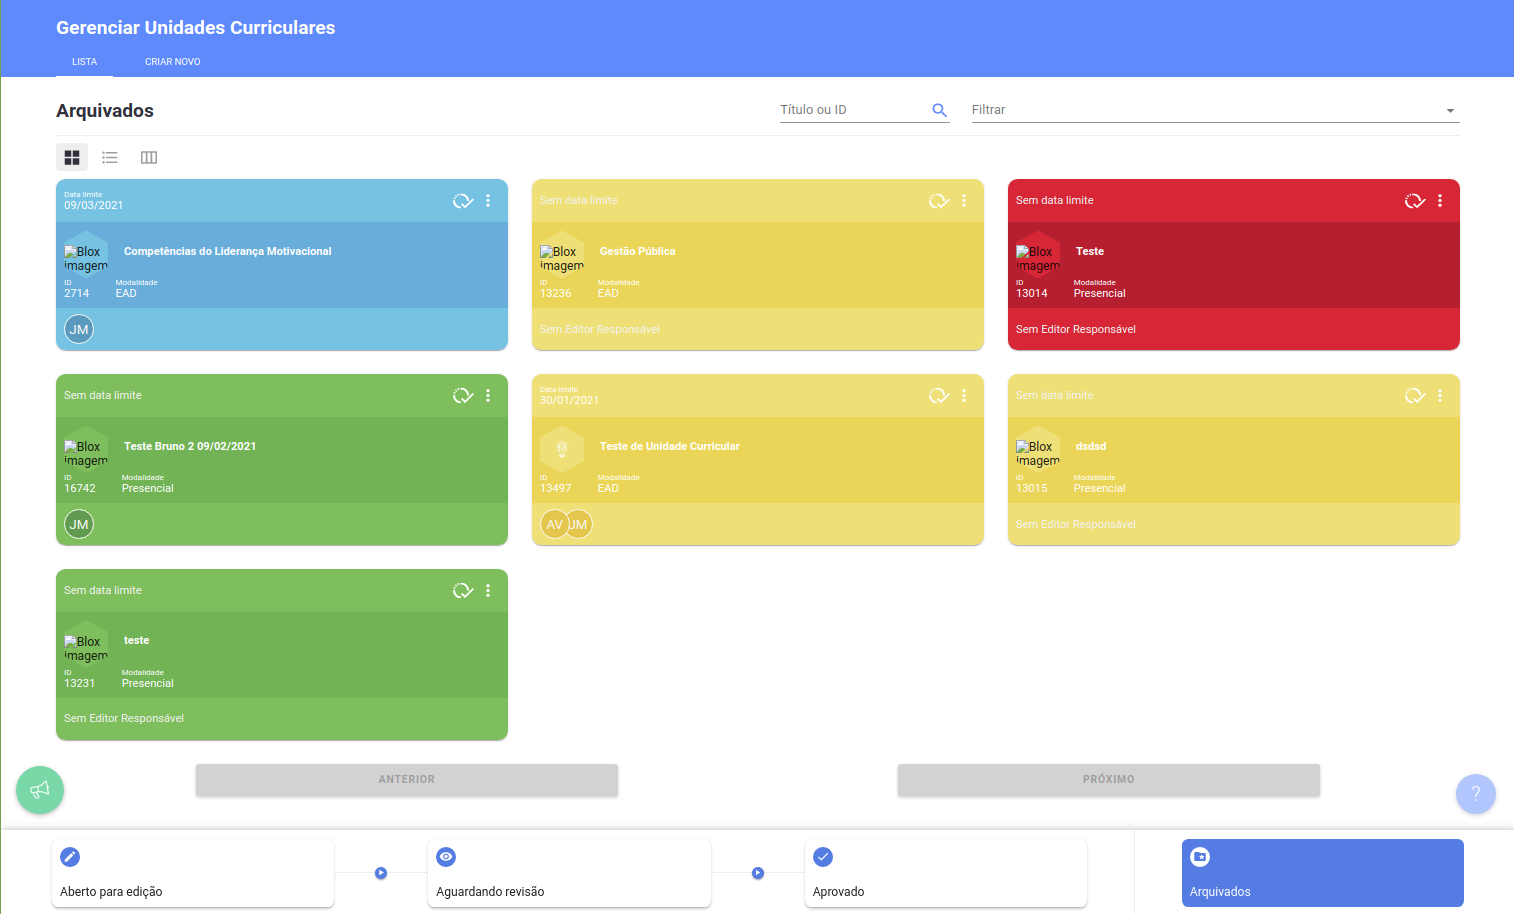 Gerenciar Unidades Curriculares
LISTA
CRIAR NOVO
Arquivados
Título ou ID
Filtrar
Data limite
09/03/2021
Blox imagem
Competências do Liderança Motivacional
ID
2714
Modalidade
EAD
JM
Sem data limite
Blox imagem
Gestão Pública
ID
13236
Modalidade
EAD
Sem Editor Responsável
Sem data limite
Blox imagem
Teste
ID
13014
Modalidade
Presencial
Sem Editor Responsável
Sem data limite
Blox imagem
Teste Bruno 2 09/02/2021
ID
16742
Modalidade
Presencial
JM
Data limite
30/01/2021
Teste de Unidade Curricular
ID
13497
Modalidade
EAD
AV
JM
Sem data limite
Blox imagem
dsdsd
ID
13015
Modalidade
Presencial
Sem Editor Responsável
Sem data limite
Blox imagem
teste
ID
13231
Modalidade
Presencial
Sem Editor Responsável
ANTERIOR
PRÓXIMO
?
Aberto para edição
Aguardando revisão
Aprovado
Arquivados